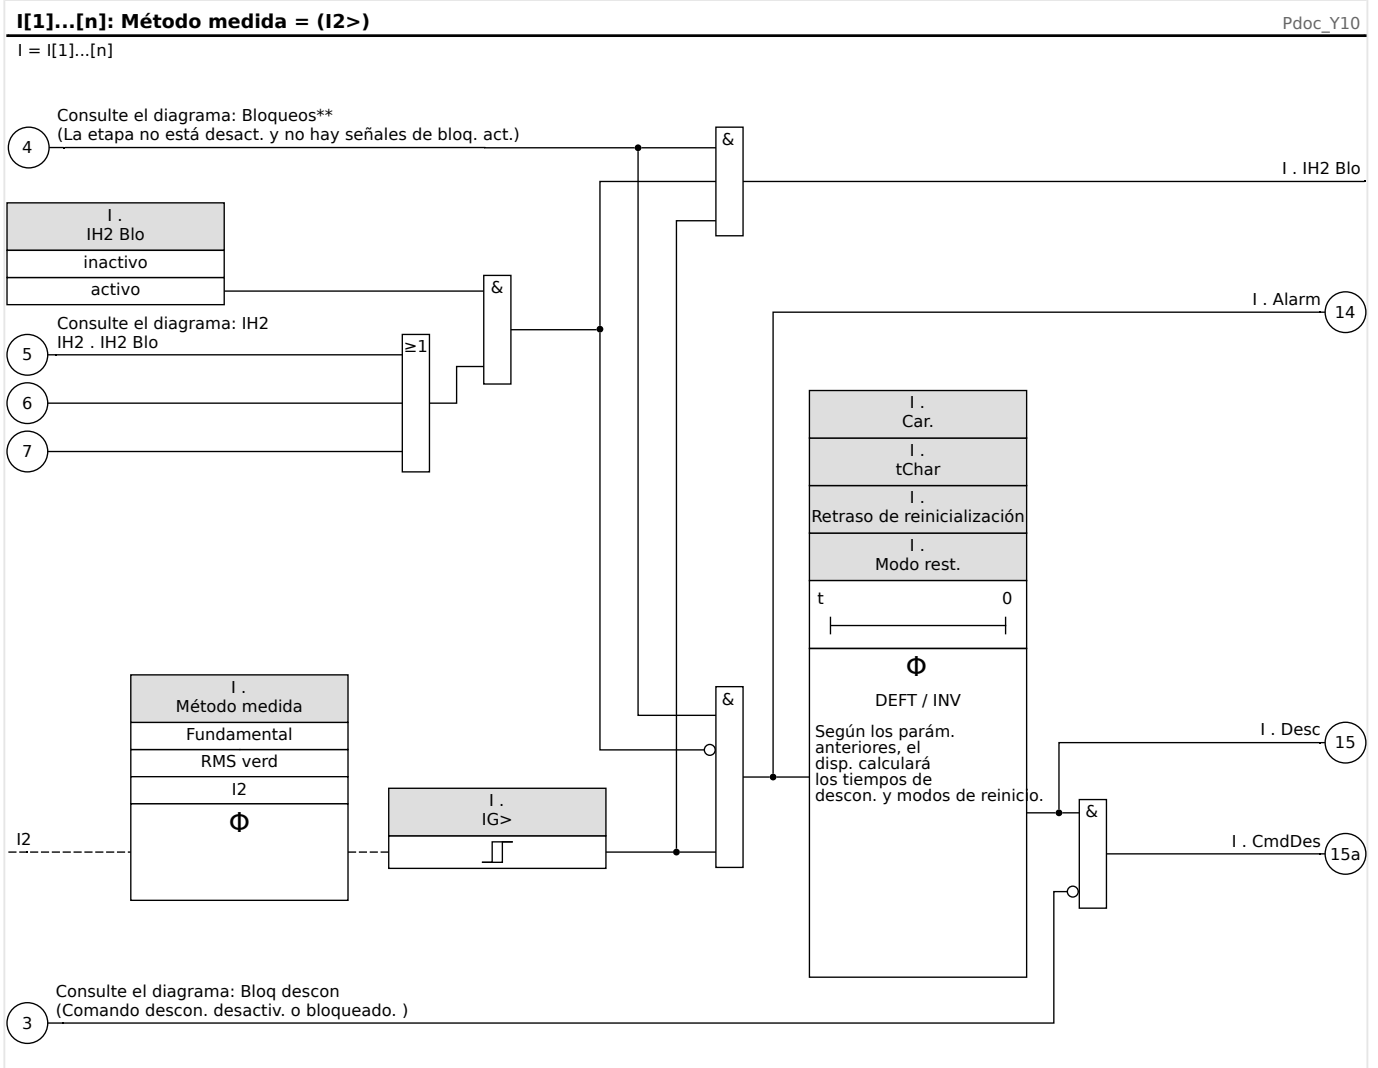 I[1]...[n]: Método medida = (I2>)
Pdoc_Y10
I = I[1]...[n]
Consulte el diagrama: Bloqueos**
(La etapa no está desact. y no hay señales de bloq. act.)
4
&
I . IH2 Blo
I .
IH2 Blo
inactivo
activo
&
Consulte el diagrama: IH2
IH2 . IH2 Blo
5
≥1
6
7
I . Alarm
14
I .
Car.
I .
tChar
I .
Retraso de reinicialización
I .
Modo rest.
t
0
Φ
DEFT / INV
Según los parám.
anteriores, el
disp. calculará
los tiempos de
descon. y modos de reinicio.
I .
Método medida
Fundamental
RMS verd
I2
Φ
I2
I .
IG>
&
I . Desc
15
&
I . CmdDes
15a
Consulte el diagrama: Bloq descon
(Comando descon. desactiv. o bloqueado. )
3